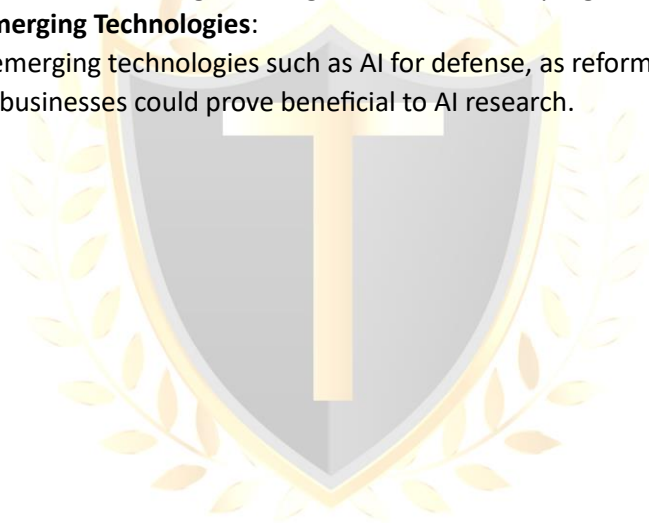 merging Technologies:
emerging technologies such as AI for defense, as reform
businesses could prove beneficial to AI research.
T